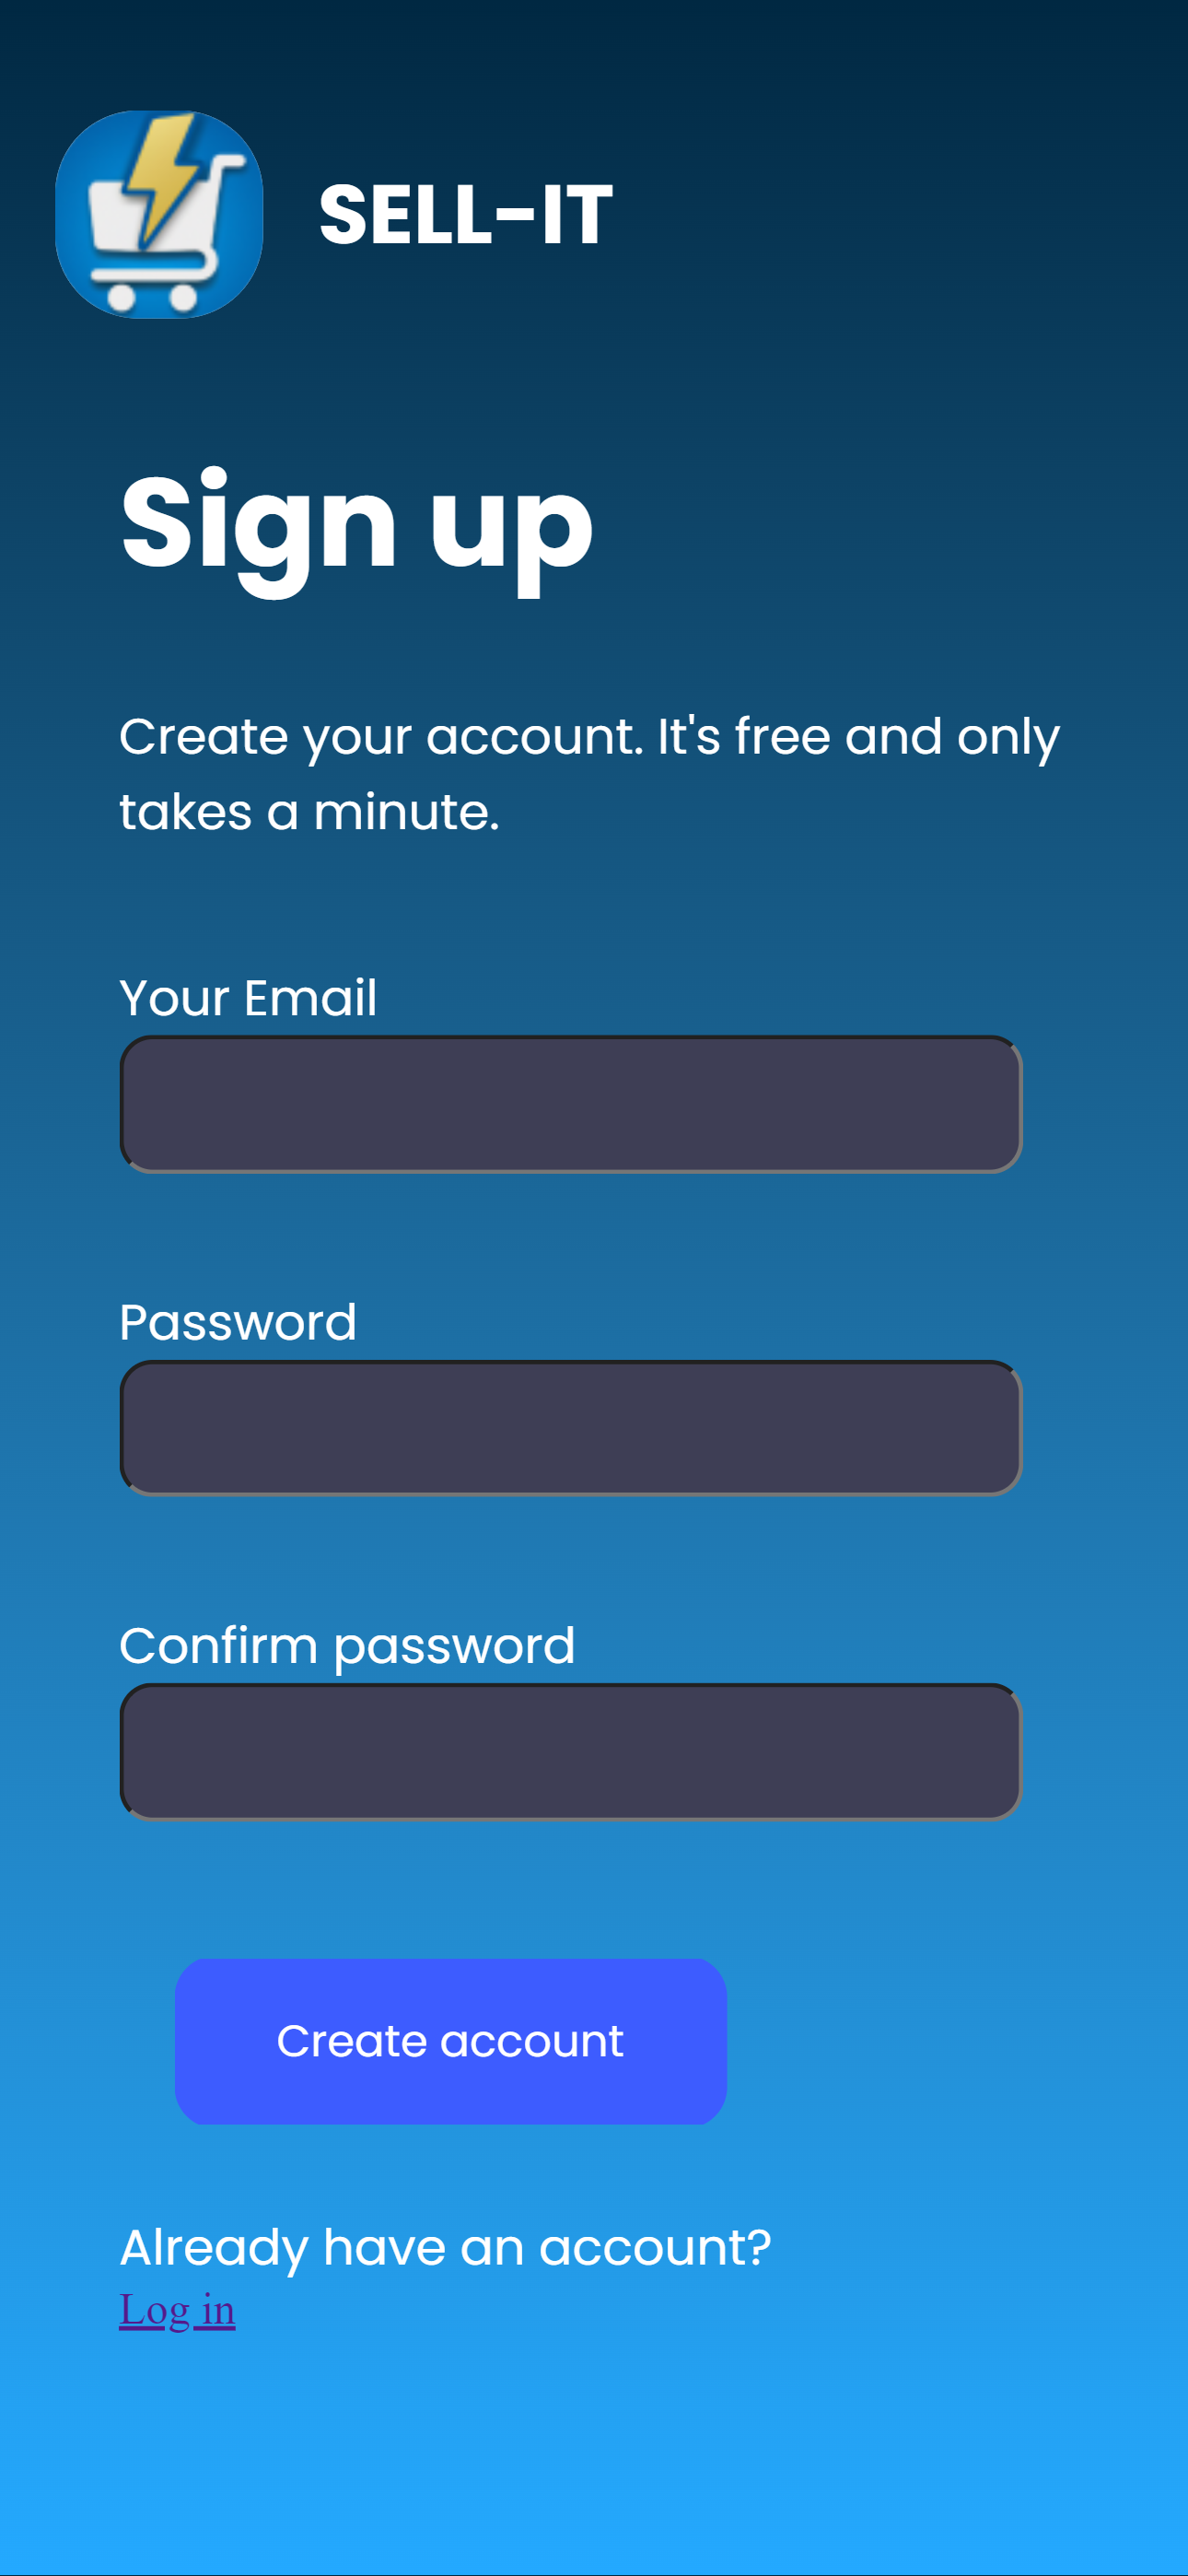 SELL-IT
Sign up
Create your account. It's free and only
takes a minute.
Your Email
Password
Confirm password
Create account
Already have an account?
Log in